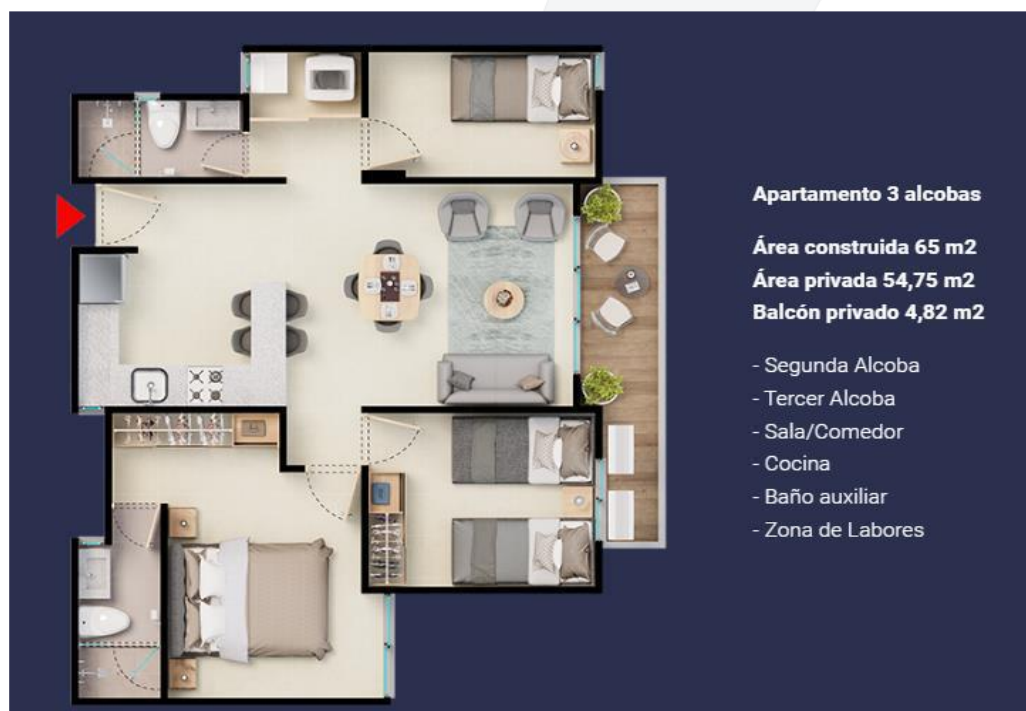 Apartamento 3 alcobas
Área construida 65 m2
Área privada 54,75 m2
Balcón privado 4,82 m2
- Segunda Alcoba
- Tercer Alcoba
- Sala/Comedor
- Cocina
- Baño auxiliar
- Zona de Labores